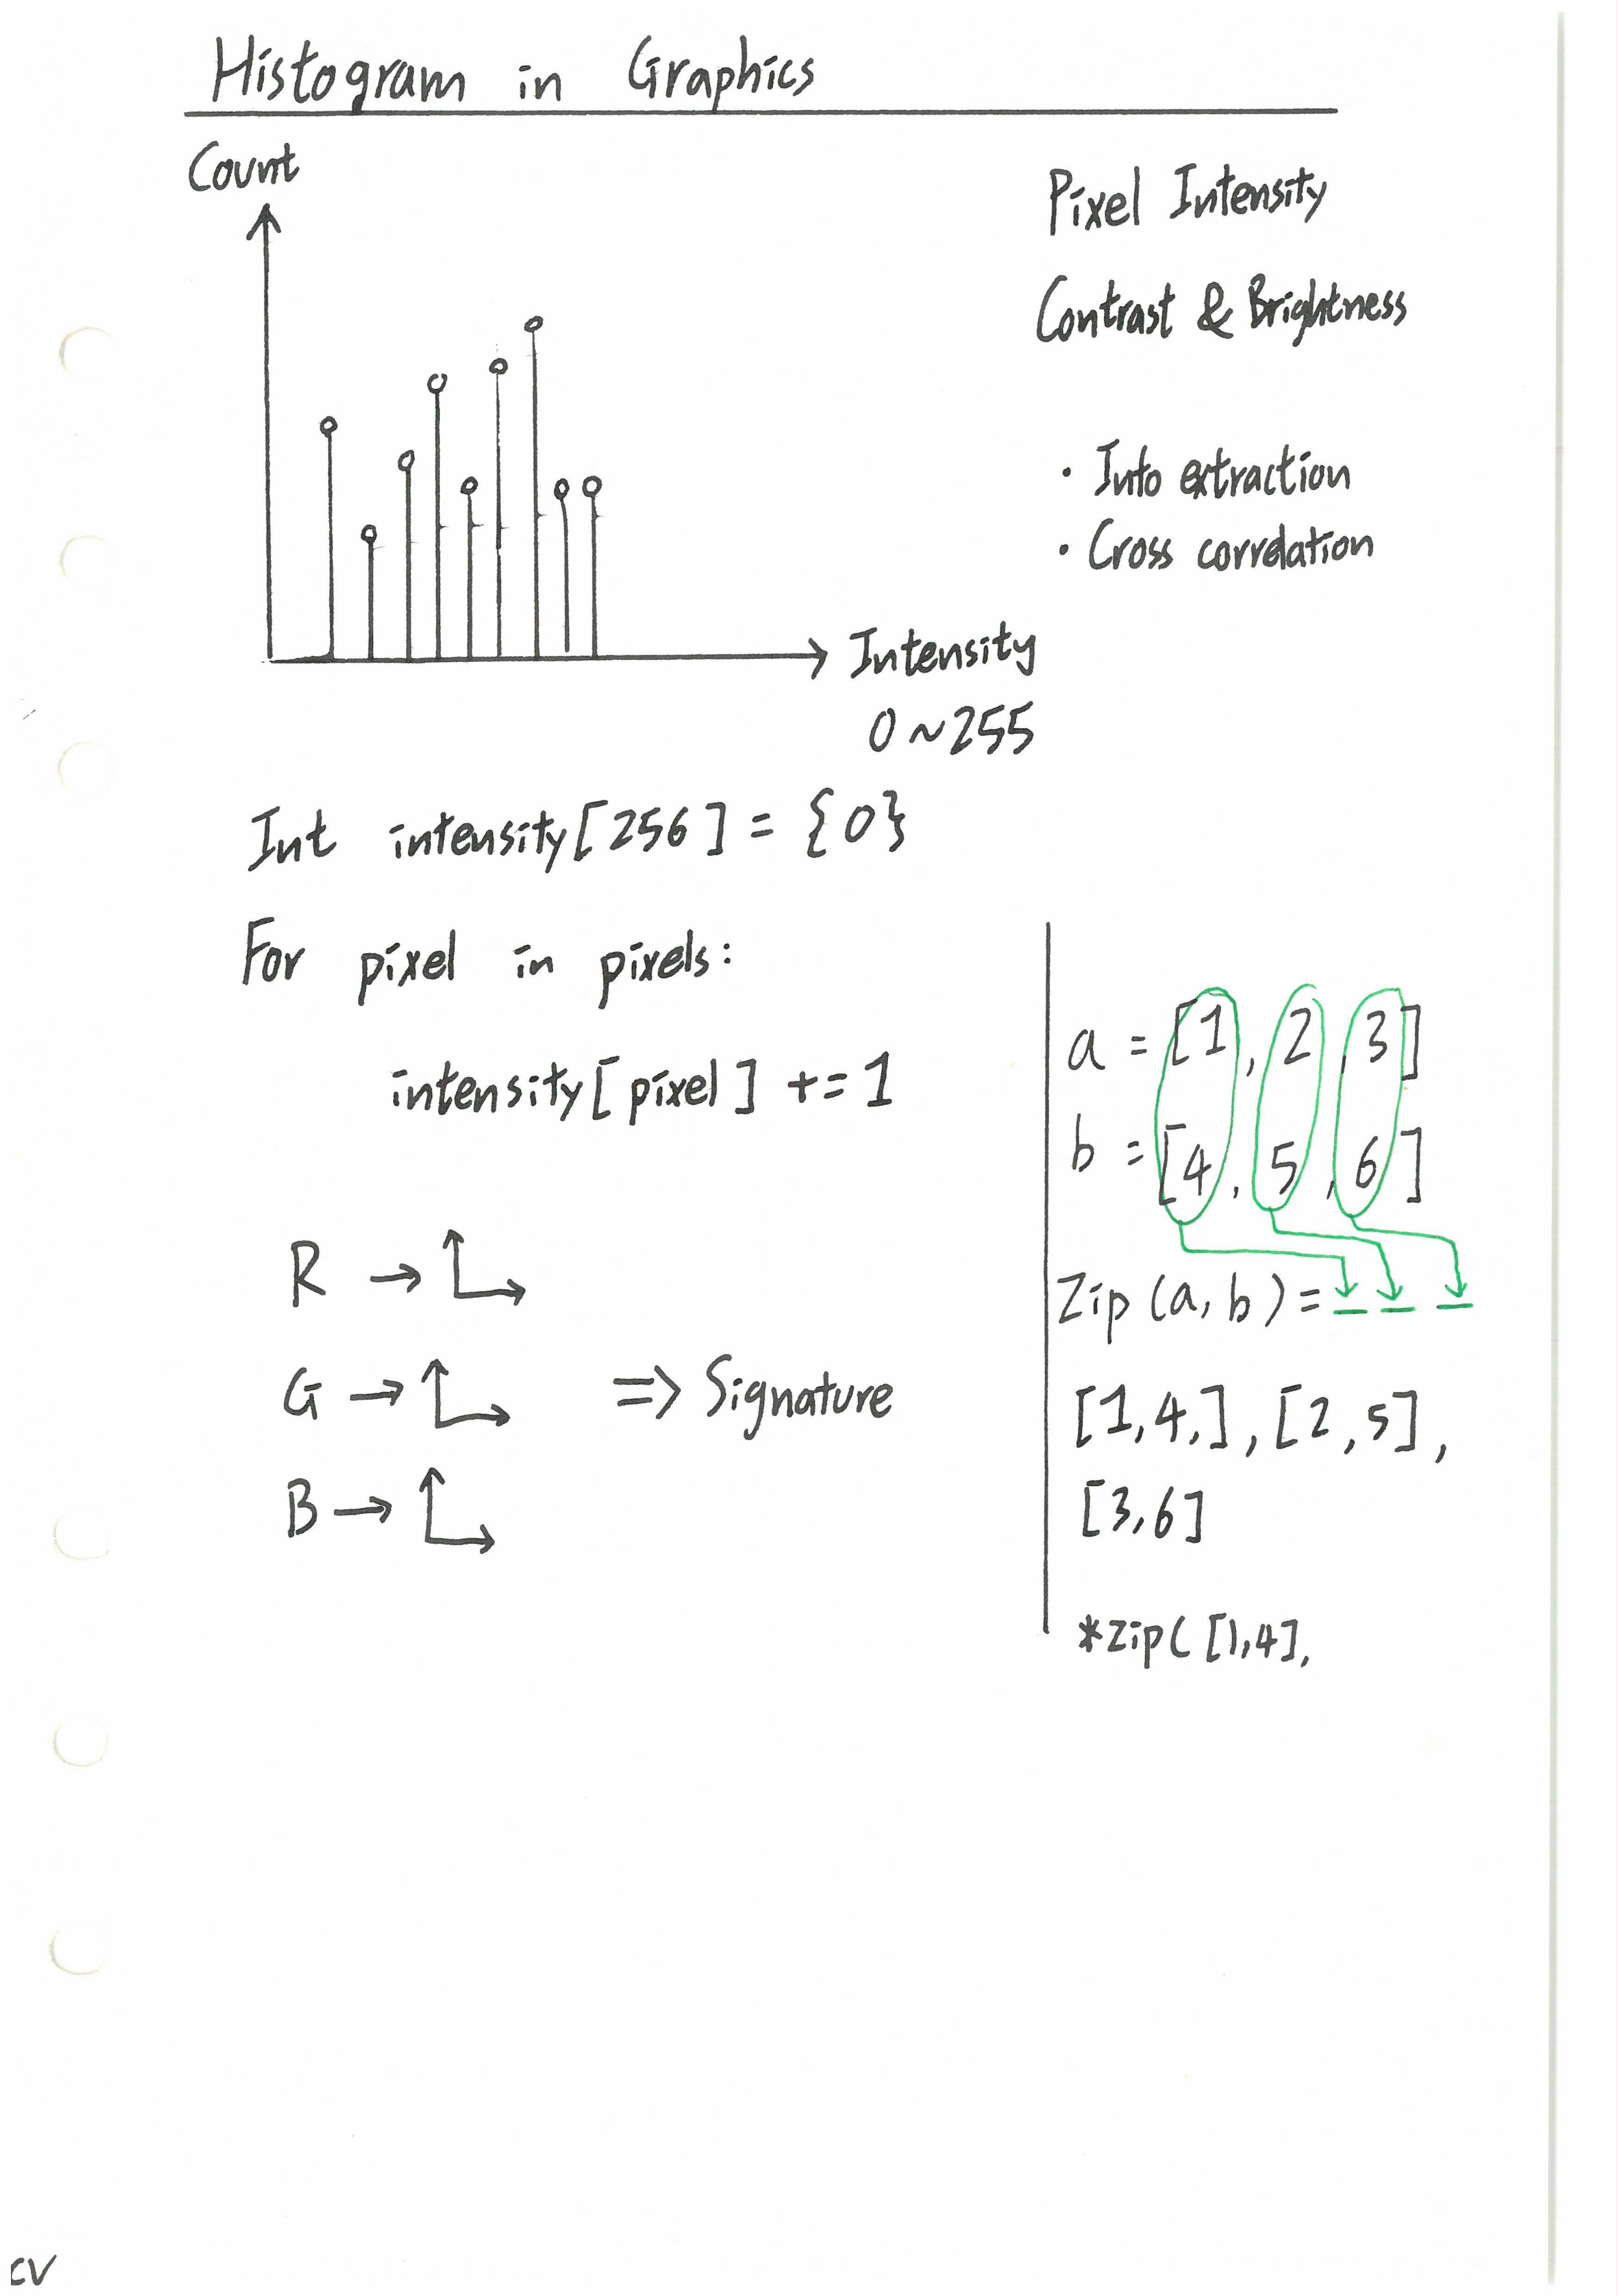 Histogram in Graphics
Count
Pixel Intensity
Contrast & Brightness
· Into extraction
· Cross correlation
Intensity
0 ~ 255
Int intensity [ 256 ] = { 0 }
For pixel in pixels:
intensity [ pixel ] += 1
R →
G → => Signature
B →
a = [1, 2, 3]
b = [4, 5, 6]
Zip (a, b) = _ _ _
[1,4,], [2,5],
[3,6]
*zip( [1,4],
CV